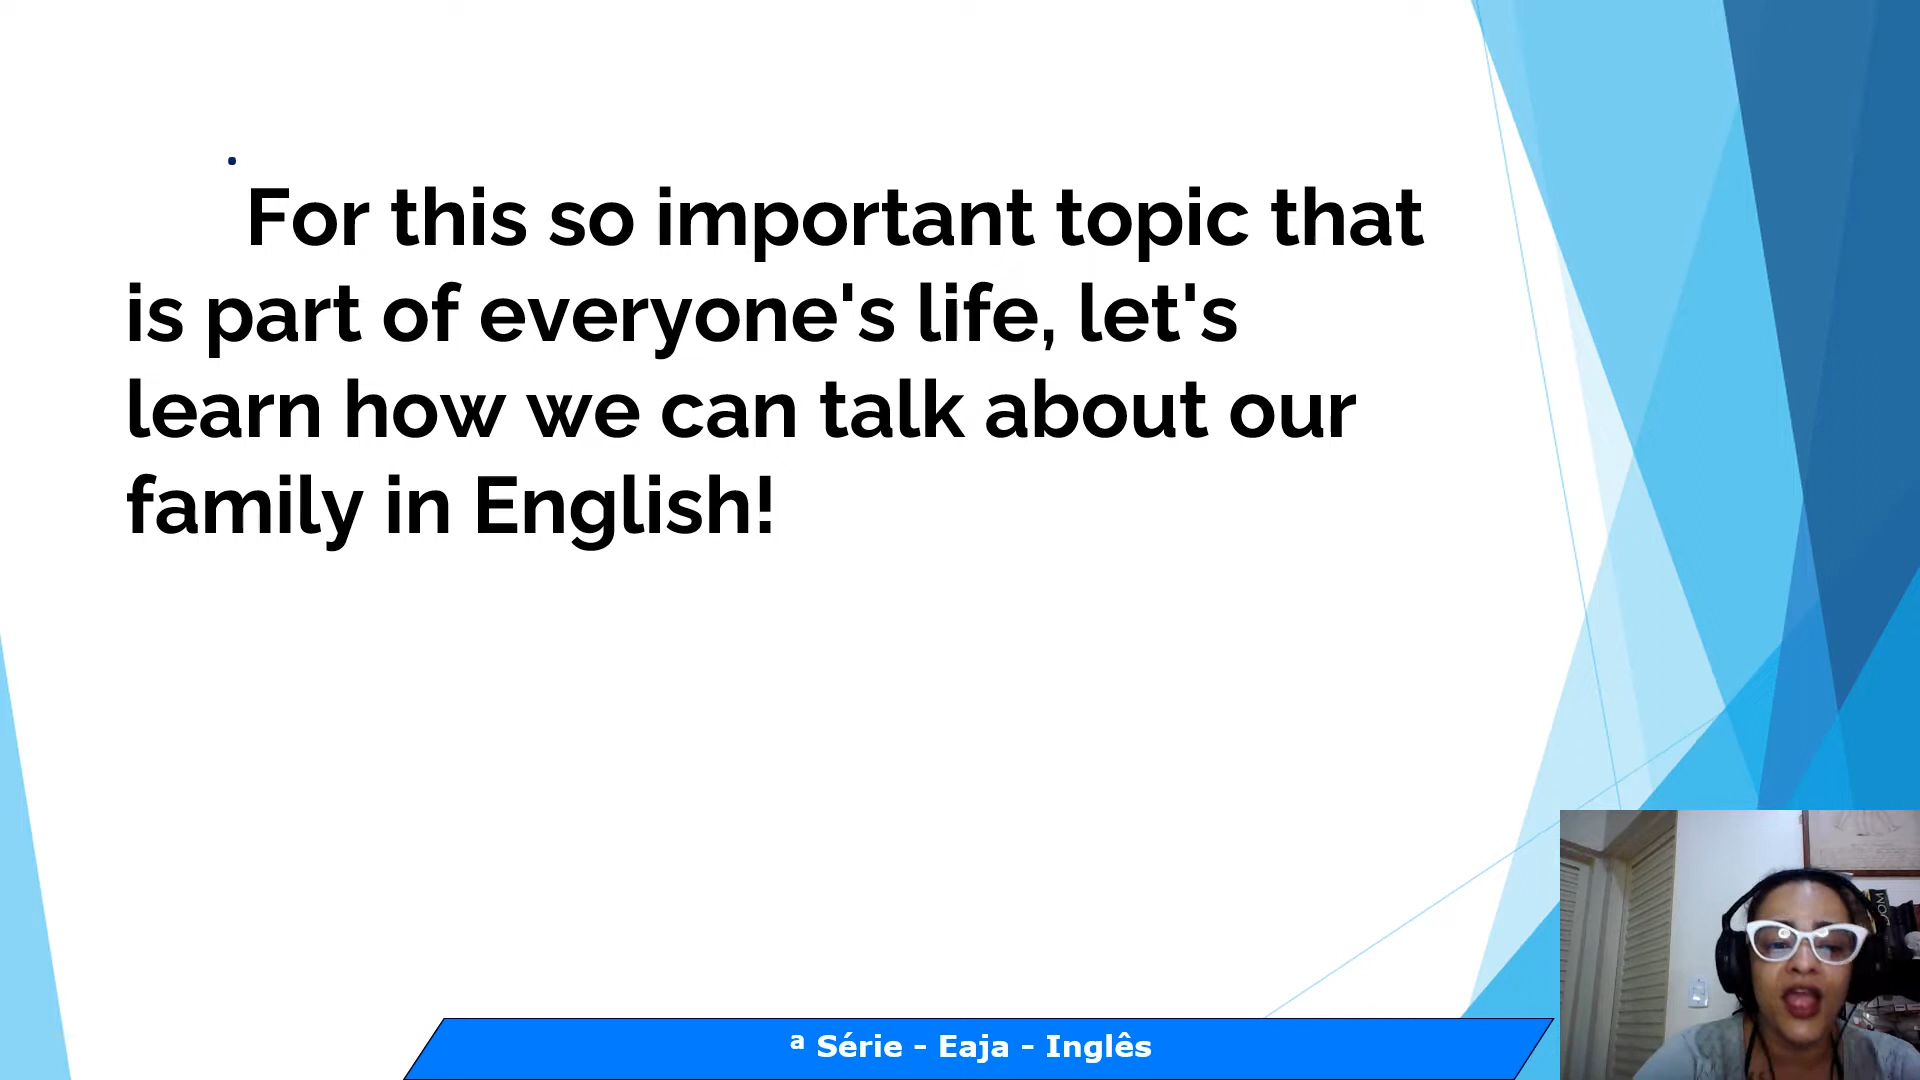 For this so important topic that
is part of everyone's life, let's
learn how we can talk about our
family in English!
ª Série - Eaja - Inglês